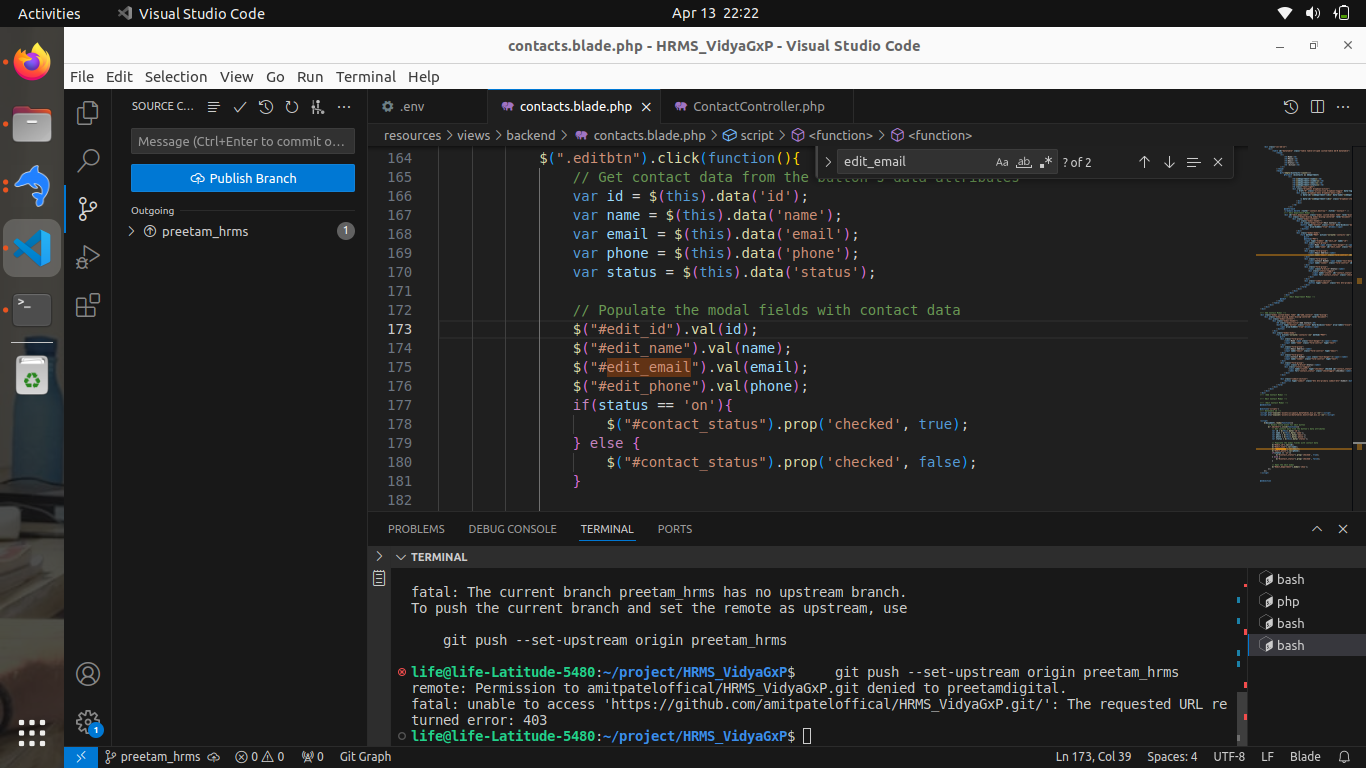 Activities Visual Studio Code Apr 13 22:22
contacts.blade.php - HRMS_VidyaGxP - Visual Studio Code
File Edit Selection View Go Run Terminal Help
SOURCE C...
Message (Ctrl+Enter to commit o...
Publish Branch
Outgoing
preetam_hrms 1
.env contacts.blade.php ContactController.php
resources > views > backend > contacts.blade.php > script > <function> > <function>
edit_email Aa ab .* ? of 2
164 $(".editbtn").click(function(){
165 // Get contact data from the button's data attributes
166 var id = $(this).data('id');
167 var name = $(this).data('name');
168 var email = $(this).data('email');
169 var phone = $(this).data('phone');
170 var status = $(this).data('status');
171
172 // Populate the modal fields with contact data
173 $("#edit_id").val(id);
174 $("#edit_name").val(name);
175 $("#edit_email").val(email);
176 $("#edit_phone").val(phone);
177 if(status == 'on'){
178 $("#contact_status").prop('checked', true);
179 } else {
180 $("#contact_status").prop('checked', false);
181 }
182
PROBLEMS DEBUG CONSOLE TERMINAL PORTS
TERMINAL
fatal: The current branch preetam_hrms has no upstream branch.
To push the current branch and set the remote as upstream, use
git push --set-upstream origin preetam_hrms
life@life-Latitude-5480:~/project/HRMS_VidyaGxP$ git push --set-upstream origin preetam_hrms
remote: Permission to amitpateloffical/HRMS_VidyaGxP.git denied to preetamdigital.
fatal: unable to access 'https://github.com/amitpateloffical/HRMS_VidyaGxP.git/': The requested URL re
turned error: 403
life@life-Latitude-5480:~/project/HRMS_VidyaGxP$
bash
php
bash
bash
1
preetam_hrms 0 0 0 Git Graph Ln 173, Col 39 Spaces: 4 UTF-8 LF Blade